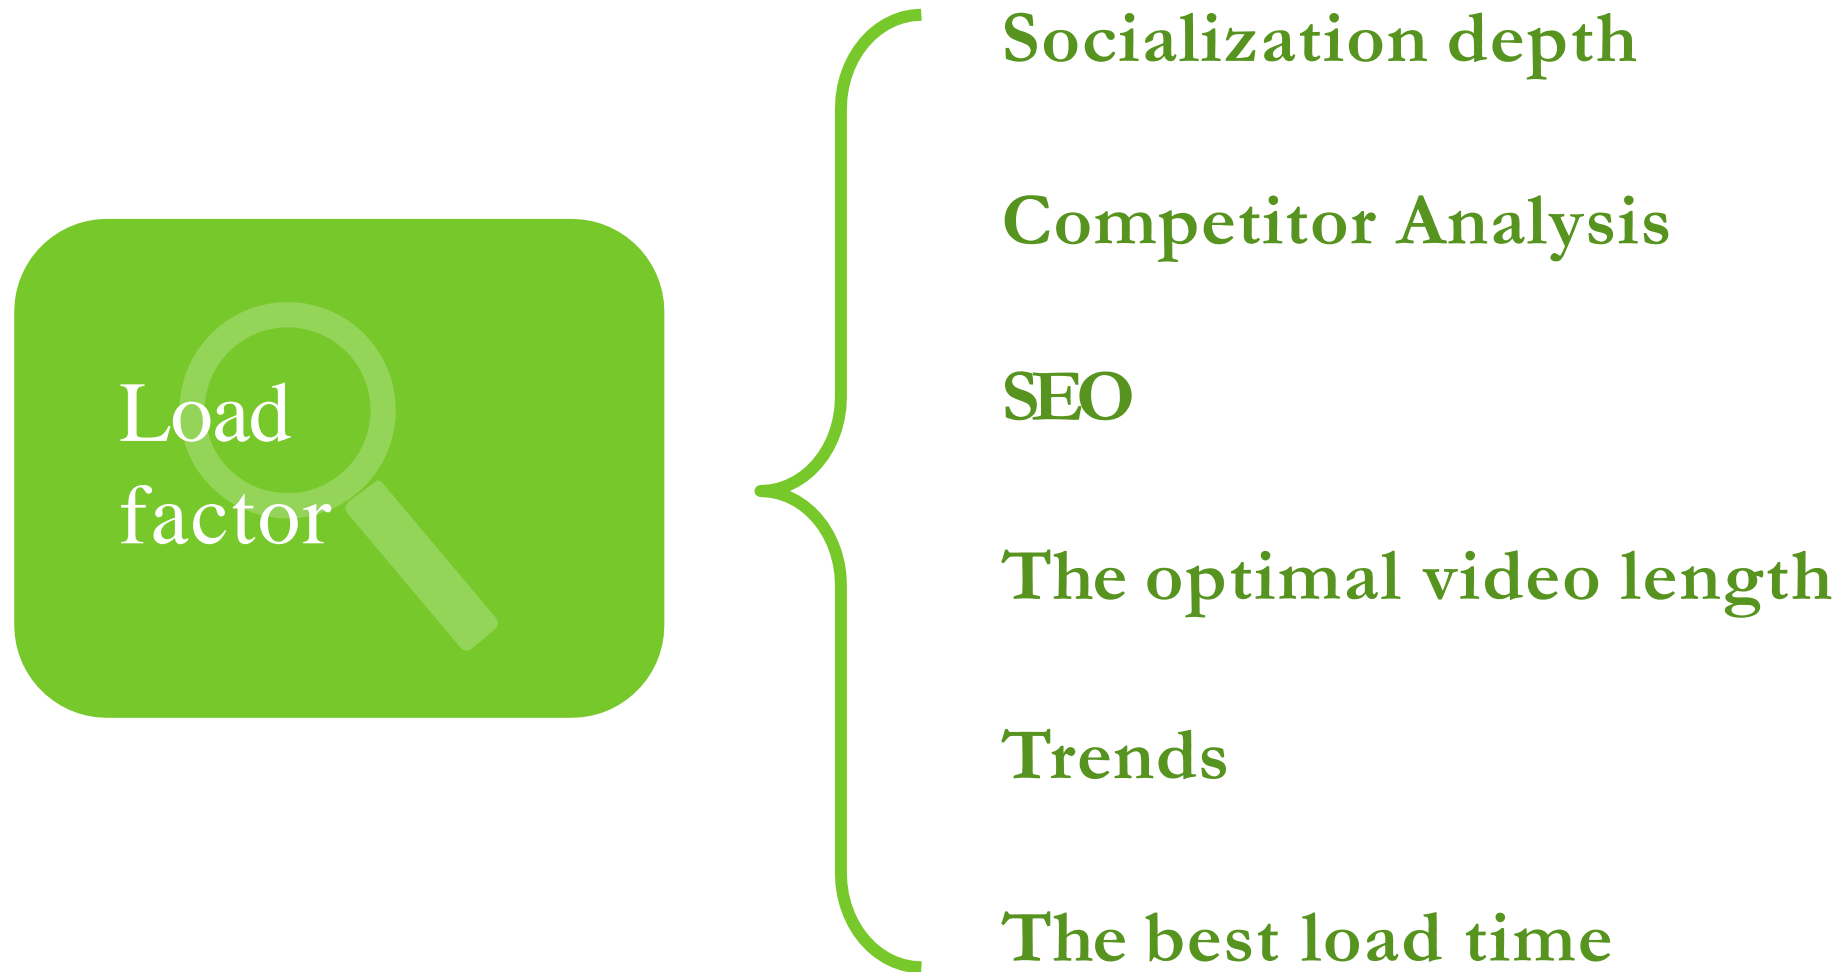 Load
factor
Socialization depth
Competitor Analysis
SEO
The optimal video length
Trends
The best load time